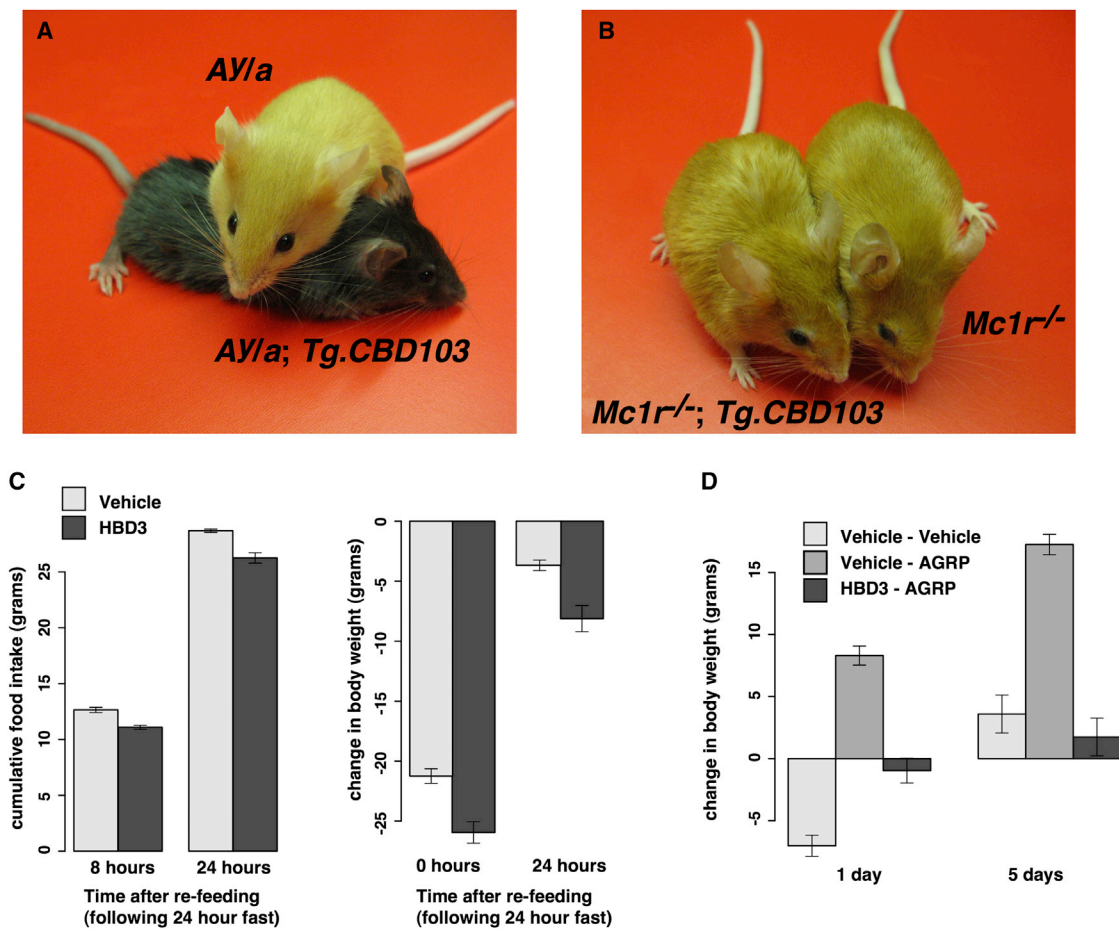 A
A^y/a
A^y/a; Tg.CBD103
B
Mc1r^-/-
Mc1r^-/-; Tg.CBD103
C
Vehicle
HBD3
cumulative food intake (grams)
0
5
10
15
20
25
8 hours
24 hours
Time after re-feeding
(following 24 hour fast)
change in body weight (grams)
0
-5
-10
-15
-20
-25
0 hours
24 hours
Time after re-feeding
(following 24 hour fast)
D
Vehicle - Vehicle
Vehicle - AGRP
HBD3 - AGRP
change in body weight (grams)
15
10
5
0
-5
1 day
5 days